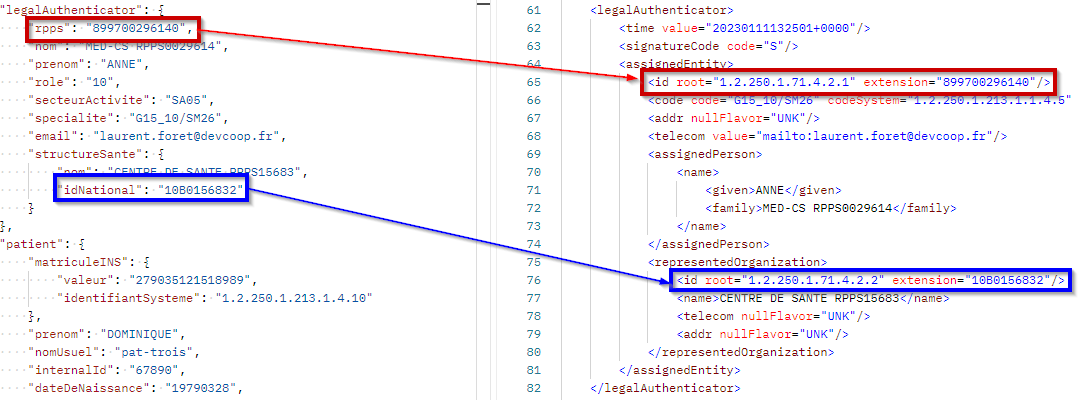 "legalAuthenticator": {
"rpps": "899700296140",
"nom": "MED-CS RPPS0029614",
"prenom": "ANNE",
"role": "10",
"secteurActivite": "SA05",
"specialite": "G15_10/SM26",
"email": "laurent.foret@devcoop.fr",
"structureSante": {
"nom": "CENTRE DE SANTE RPPS15683",
"idNational": "10B0156832"
}
},
"patient": {
"matriculeINS": {
"valeur": "279035121518989",
"identifiantSysteme": "1.2.250.1.213.1.4.10"
},
"prenom": "DOMINIQUE",
"nomUsuel": "pat-trois",
"internalId": "67890",
"dateDeNaissance": "19790328",
61 <legalAuthenticator>
62 <time value="20230111132501+0000"/>
63 <signatureCode code="S"/>
64 <assignedEntity>
65 <id root="1.2.250.1.71.4.2.1" extension="899700296140"/>
66 <code code="G15_10/SM26" codeSystem="1.2.250.1.213.1.1.4.5"
67 <addr nullFlavor="UNK"/>
68 <telecom value="mailto:laurent.foret@devcoop.fr"/>
69 <assignedPerson>
70 <name>
71 <given>ANNE</given>
72 <family>MED-CS RPPS0029614</family>
73 </name>
74 </assignedPerson>
75 <representedOrganization>
76 <id root="1.2.250.1.71.4.2.2" extension="10B0156832"/>
77 <name>CENTRE DE SANTE RPPS15683</name>
78 <telecom nullFlavor="UNK"/>
79 <addr nullFlavor="UNK"/>
80 </representedOrganization>
81 </assignedEntity>
82 </legalAuthenticator>